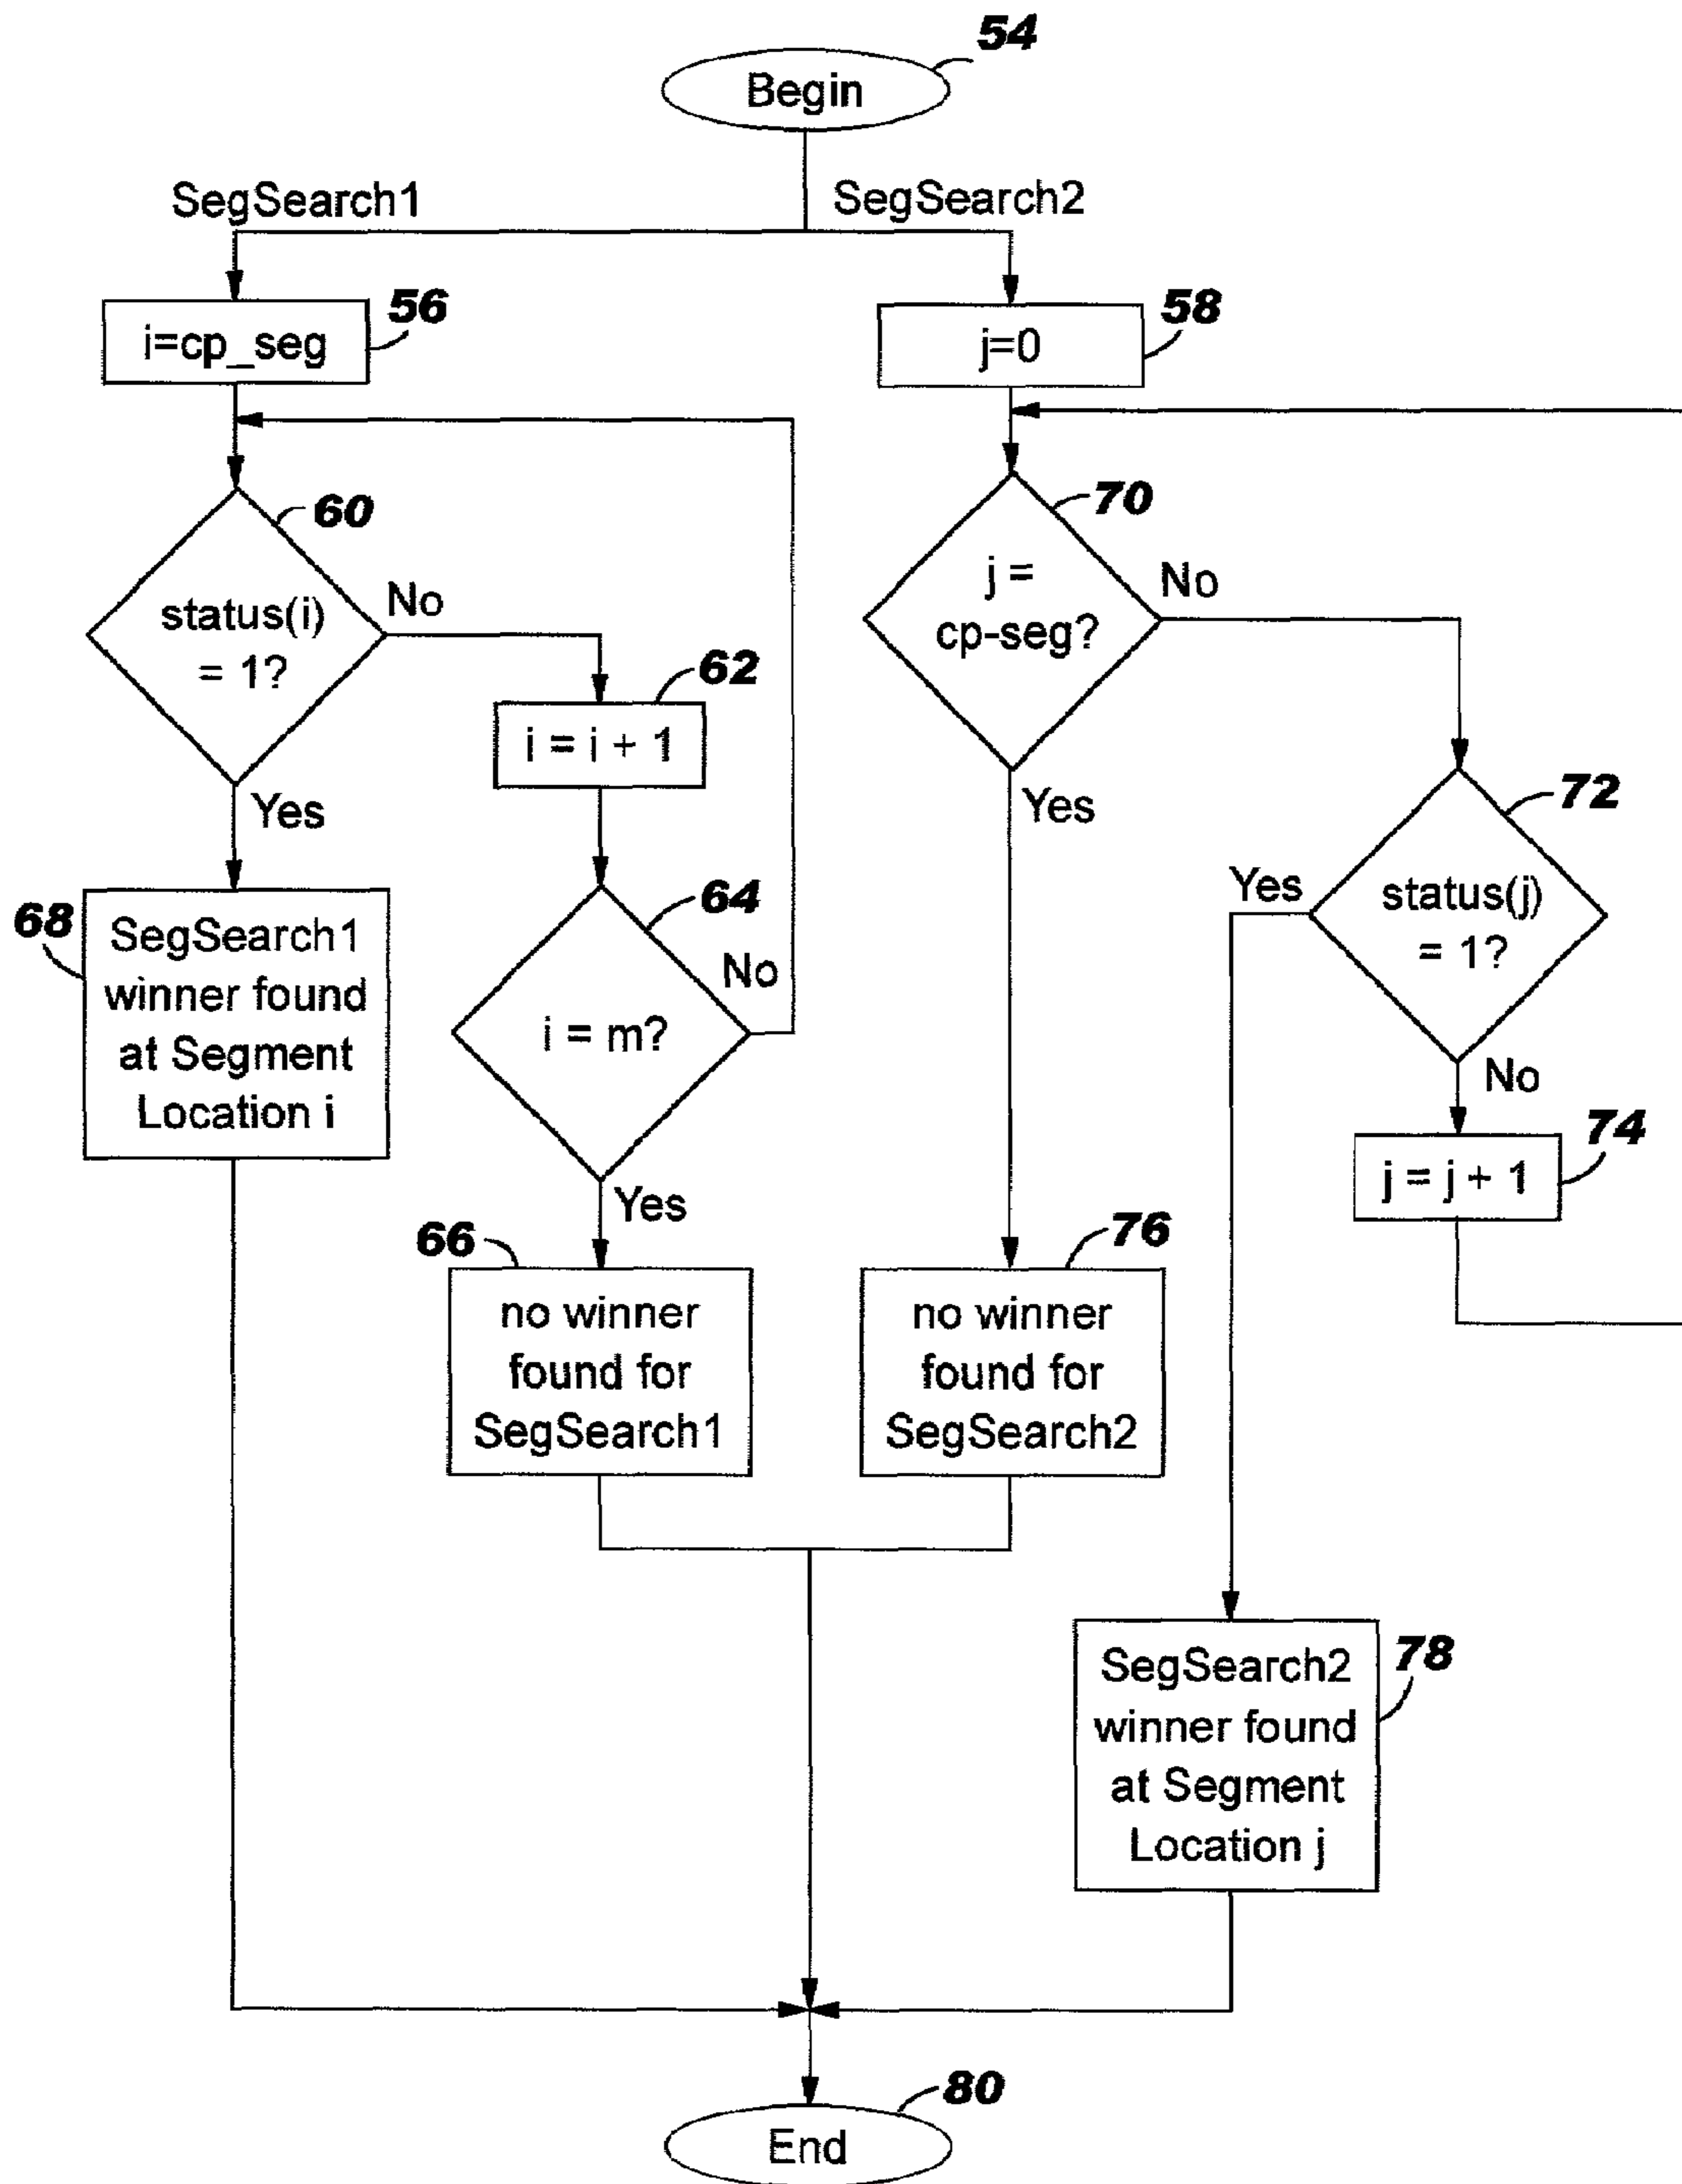 54
Begin
SegSearch1
SegSearch2
i=cp_seg
56
j=0
58
60
status(i)
= 1?
No
Yes
62
i = i + 1
64
i = m?
No
Yes
68
SegSearch1
winner found
at Segment
Location i
66
no winner
found for
SegSearch1
70
j =
cp-seg?
No
Yes
72
status(j)
= 1?
Yes
No
74
j = j + 1
76
no winner
found for
SegSearch2
78
SegSearch2
winner found
at Segment
Location j
80
End